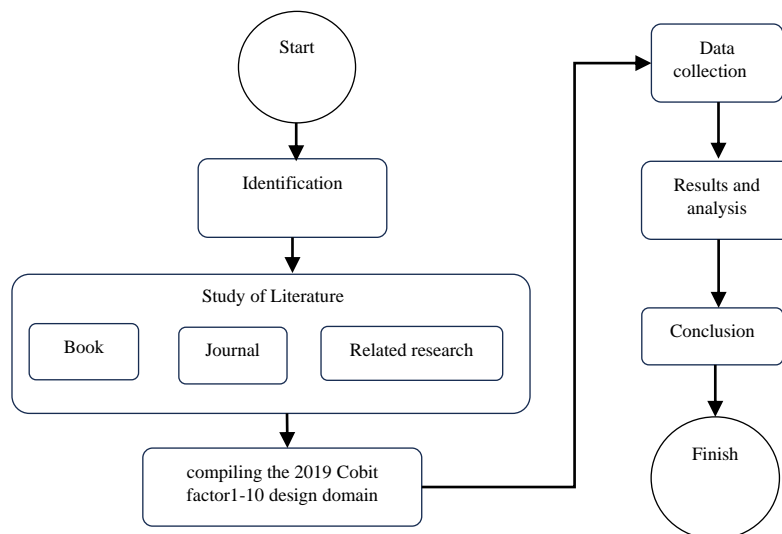 Start
Identification
Study of Literature
Book
Journal
Related research
compiling the 2019 Cobit
factor1-10 design domain
Data
collection
Results and
analysis
Conclusion
Finish